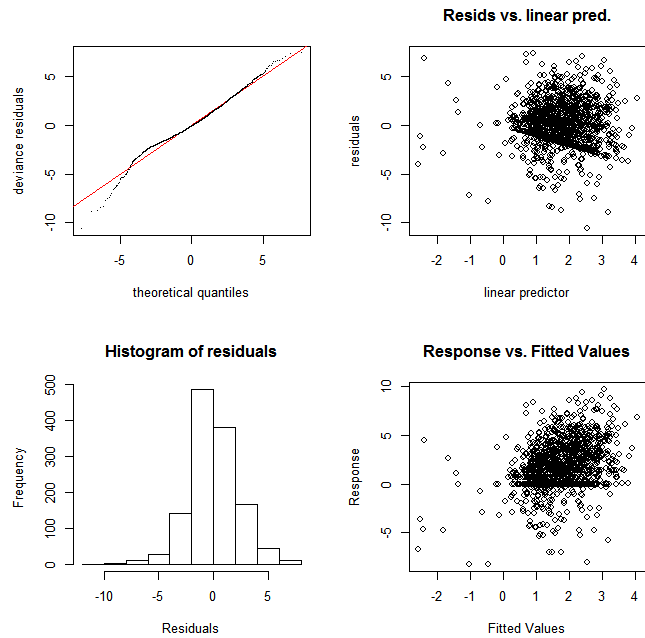 Resids vs. linear pred.
deviance residuals
5
0
-5
-10
-5 0 5
theoretical quantiles
residuals
5
0
-5
-10
-2 -1 0 1 2 3 4
linear predictor
Histogram of residuals
Frequency
500
400
300
200
100
0
-10 -5 0 5
Residuals
Response vs. Fitted Values
Response
10
5
0
-5
-2 -1 0 1 2 3 4
Fitted Values